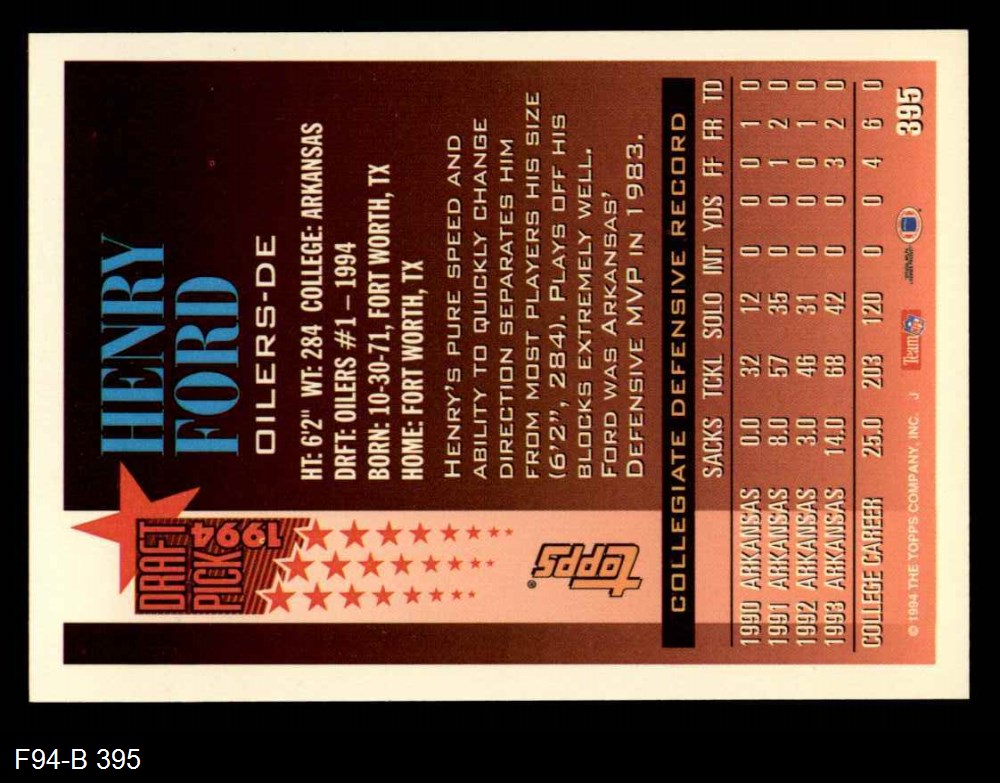 HENRY
FORD
OILERS-DE
HT: 6'2" WT: 284 COLLEGE: ARKANSAS
DRFT: OILERS #1 – 1994
BORN: 10-30-71, FORT WORTH, TX
HOME: FORT WORTH, TX
HENRY'S PURE SPEED AND
ABILITY TO QUICKLY CHANGE
DIRECTION SEPARATES HIM
FROM MOST PLAYERS HIS SIZE
(6'2", 284). PLAYS OFF HIS
BLOCKS EXTREMELY WELL.
FORD WAS ARKANSAS'
DEFENSIVE MVP IN 1983.
DRAFT
PICK
1994
Topps®
COLLEGIATE DEFENSIVE RECORD
SACKS TCKL SOLO INT YDS FF FR TD
1990 ARKANSAS 0.0 32 12 0 0 0 1 0
1991 ARKANSAS 8.0 57 35 0 0 1 2 0
1992 ARKANSAS 3.0 46 31 0 0 0 1 0
1993 ARKANSAS 14.0 68 42 0 0 3 2 0
COLLEGE CAREER 25.0 203 120 0 0 4 6 0
© 1994 THE TOPPS COMPANY, INC. J
Team NFL
395
F94-B 395